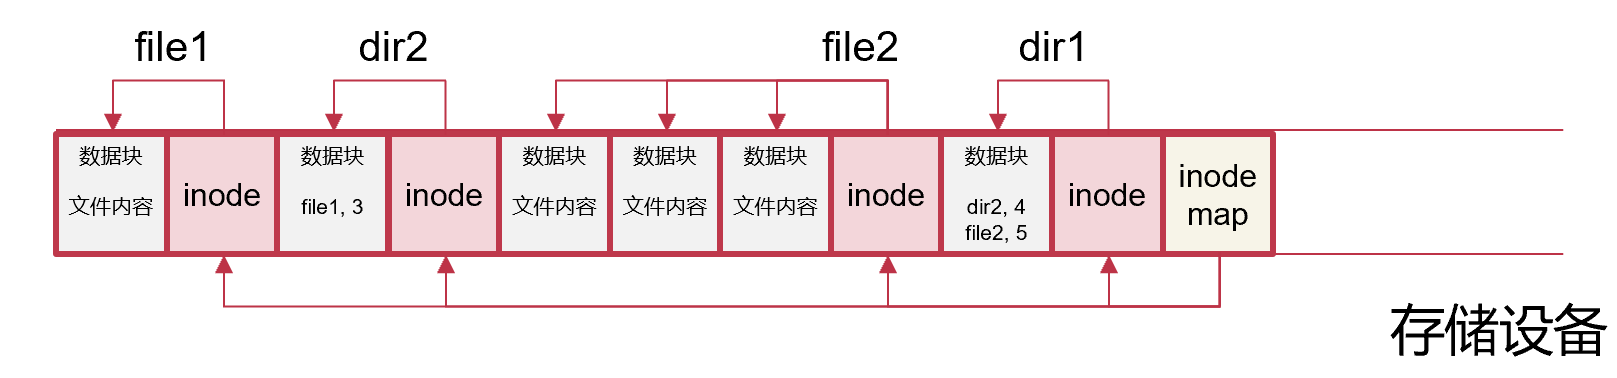 file1
dir2
file2
dir1
数据块
文件内容
inode
数据块
file1, 3
inode
数据块
文件内容
数据块
文件内容
数据块
文件内容
inode
数据块
dir2, 4
file2, 5
inode
inode
map
存储设备